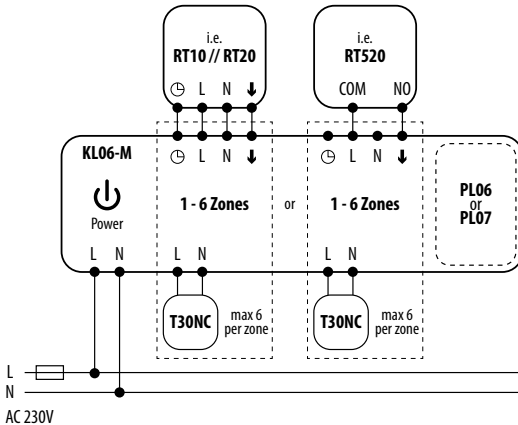 i.e.
RT10 // RT20
L N
i.e.
RT520
COM NO
KL06-M
Power
L N
L N
1 - 6 Zones
L N
or
L N
1 - 6 Zones
L N
PL06
or
PL07
T30NC
max 6
per zone
T30NC
max 6
per zone
L
N
AC 230V